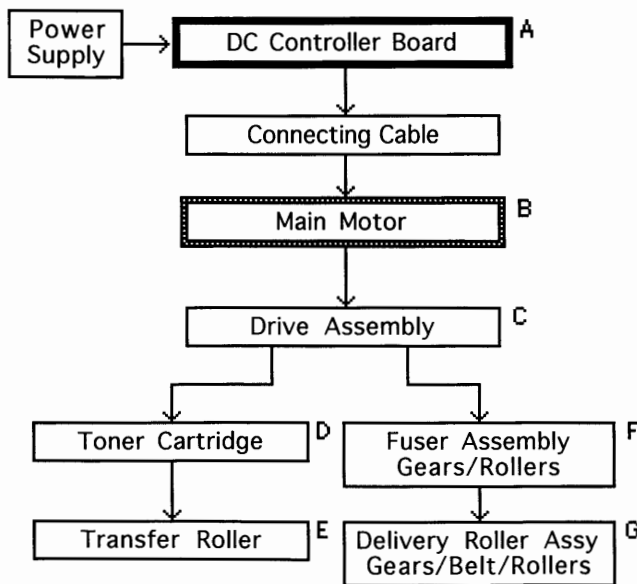 Power
Supply
DC Controller Board
A
Connecting Cable
Main Motor
B
Drive Assembly
C
Toner Cartridge
D
Fuser Assembly
Gears/Rollers
F
Transfer Roller
E
Delivery Roller Assy
Gears/Belt/Rollers
G